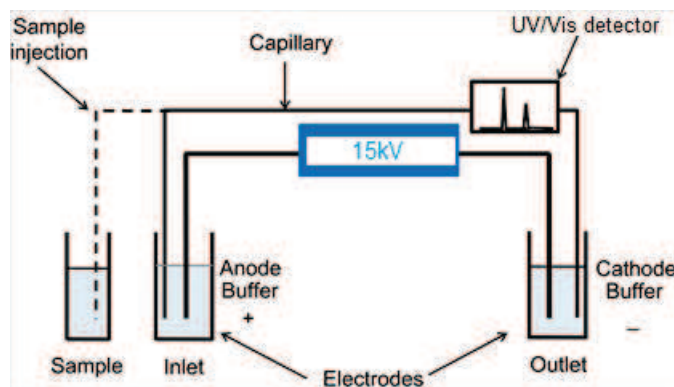 Sample
injection
Capillary
UV/Vis detector
15kV
Anode
Buffer
+
Cathode
Buffer
–
Sample
Inlet
Electrodes
Outlet